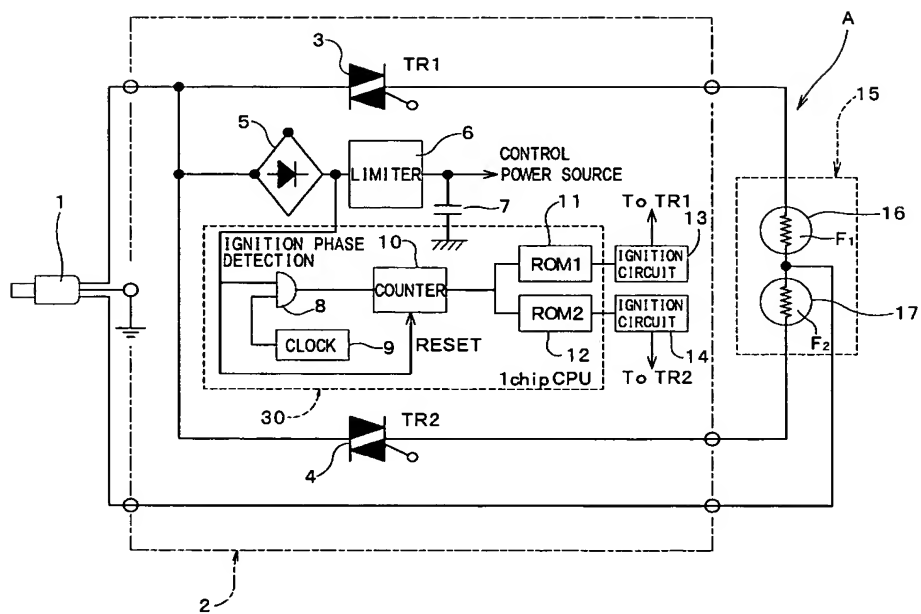 A
3
TR1
15
5
6
LIMITER
CONTROL
POWER SOURCE
7
1
11
To TR1
13
16
F1
IGNITION PHASE
DETECTION
10
ROM1
IGNITION
CIRCUIT
8
COUNTER
ROM2
IGNITION
CIRCUIT
17
F2
CLOCK
9
RESET
12
14
1chip CPU
To TR2
30
TR2
4
2